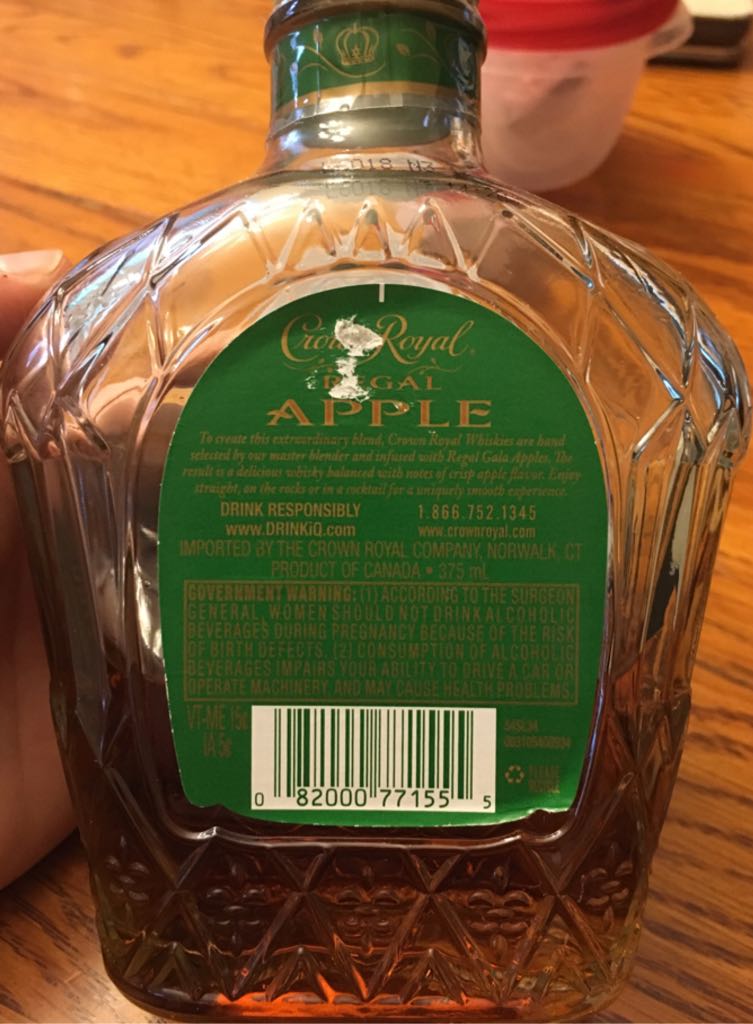 Crown Royal
REGAL
APPLE
To create this extraordinary blend, Crown Royal Whiskies are hand
selected by our master blender and infused with Regal Gala Apples. The
result is a delicious whisky balanced with notes of crisp apple flavor. Enjoy
straight, on the rocks or in a cocktail for a uniquely smooth experience.
DRINK RESPONSIBLY 1.866.752.1345
www.DRINKiQ.com www.crownroyal.com
IMPORTED BY THE CROWN ROYAL COMPANY, NORWALK, CT
PRODUCT OF CANADA • 375 mL
GOVERNMENT WARNING: (1) ACCORDING TO THE SURGEON
GENERAL, WOMEN SHOULD NOT DRINK ALCOHOLIC
BEVERAGES DURING PREGNANCY BECAUSE OF THE RISK
OF BIRTH DEFECTS. (2) CONSUMPTION OF ALCOHOLIC
BEVERAGES IMPAIRS YOUR ABILITY TO DRIVE A CAR OR
OPERATE MACHINERY, AND MAY CAUSE HEALTH PROBLEMS.
VT-ME 15¢
IA 5¢
PLEASE
RECYCLE
0 82000 77155 5